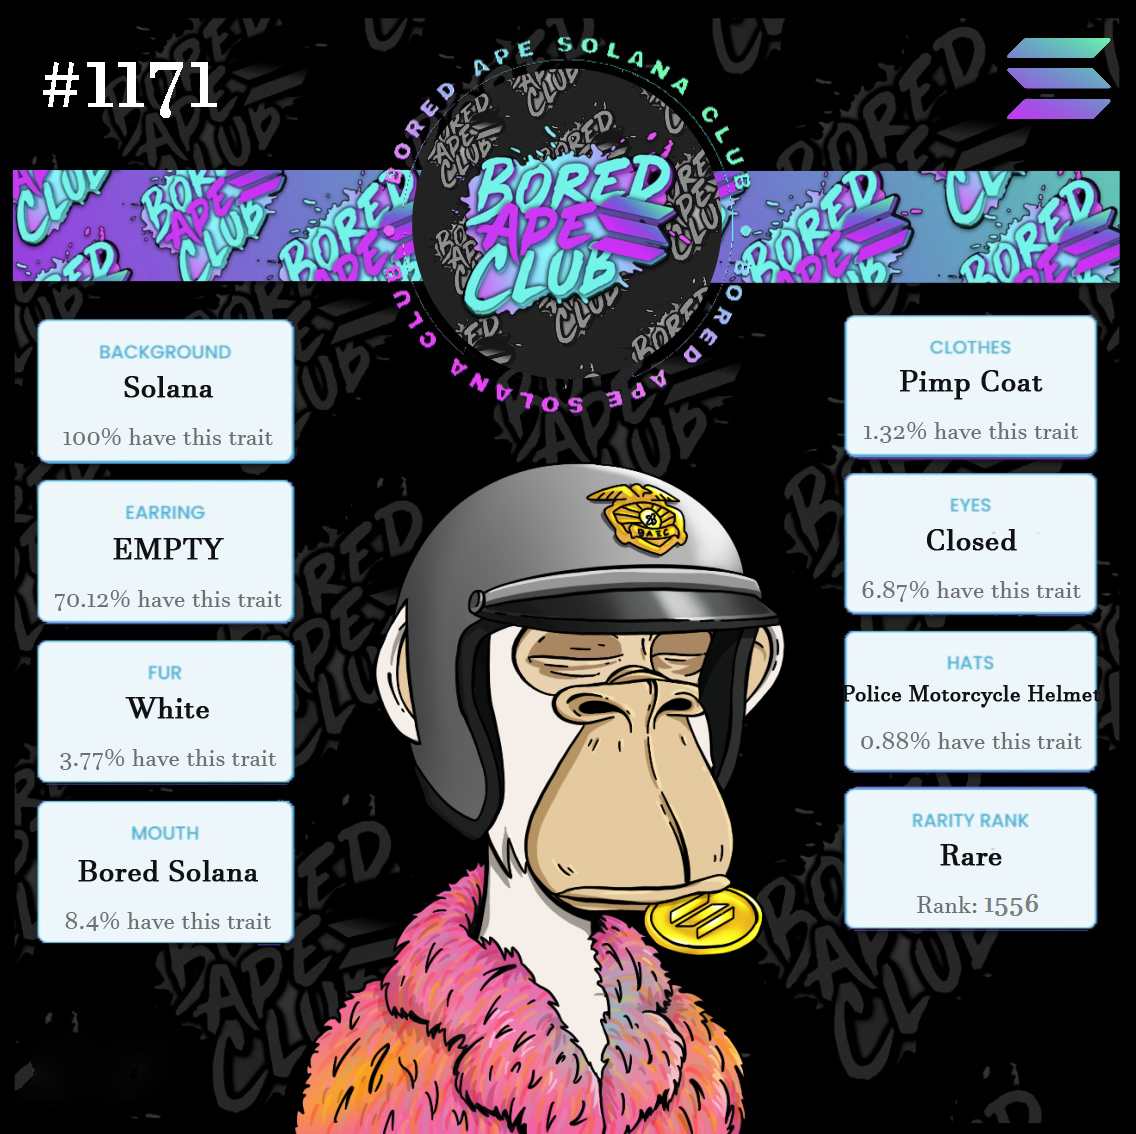 #1171
BORED APE SOLANA CLUB
BORED APE SOLANA CLUB
BORED
APE
CLUB
BACKGROUND
Solana
100% have this trait
EARRING
EMPTY
70.12% have this trait
FUR
White
3.77% have this trait
MOUTH
Bored Solana
8.4% have this trait
CLOTHES
Pimp Coat
1.32% have this trait
EYES
Closed
6.87% have this trait
HATS
Police Motorcycle Helmet
0.88% have this trait
RARITY RANK
Rare
Rank: 1556